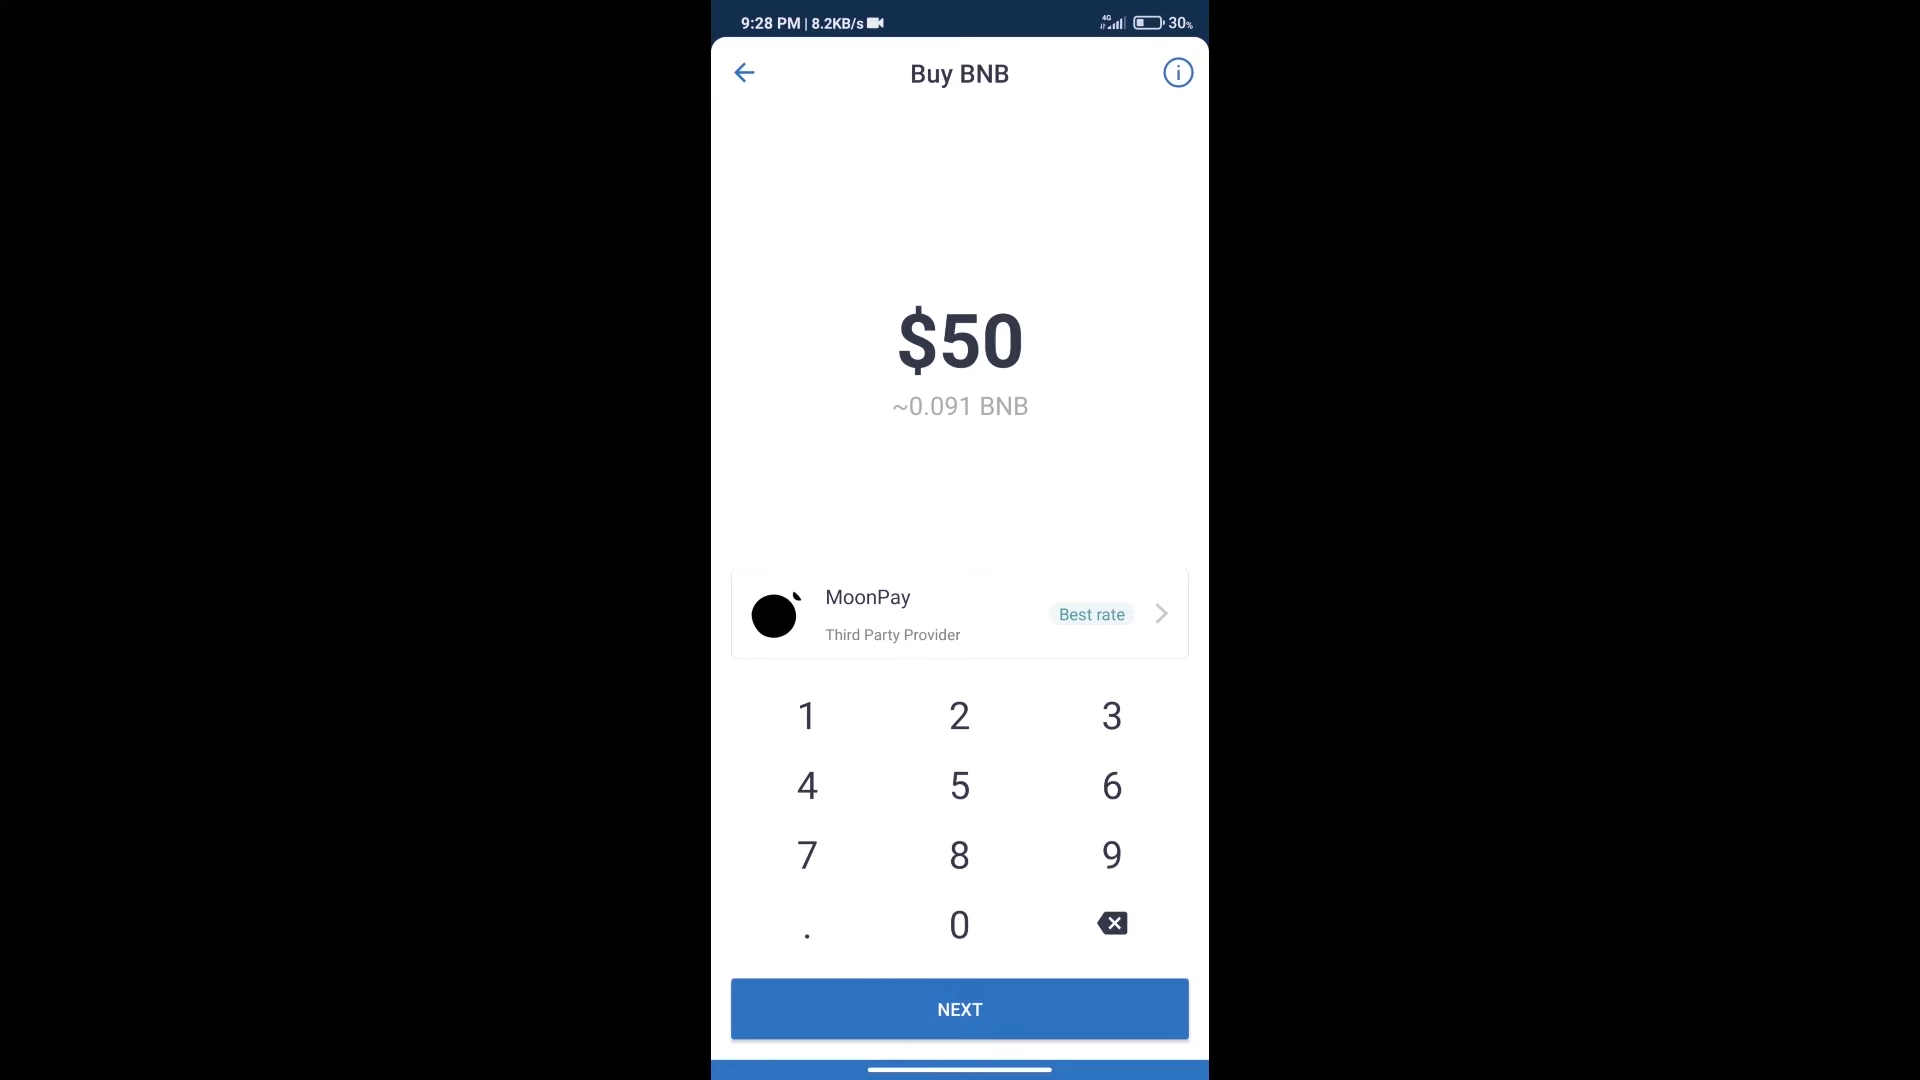 9:28 PM | 8.2KB/s 4G 30%
Buy BNB
$50
~0.091 BNB
MoonPay
Best rate
Third Party Provider
1 2 3
4 5 6
7 8 9
. 0
NEXT